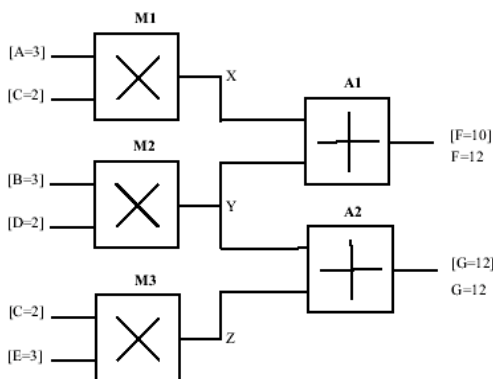 M1
[A=3]
[C=2]
X
A1
[F=10]
F=12
M2
[B=3]
[D=2]
Y
A2
[G=12]
G=12
M3
[C=2]
[E=3]
Z